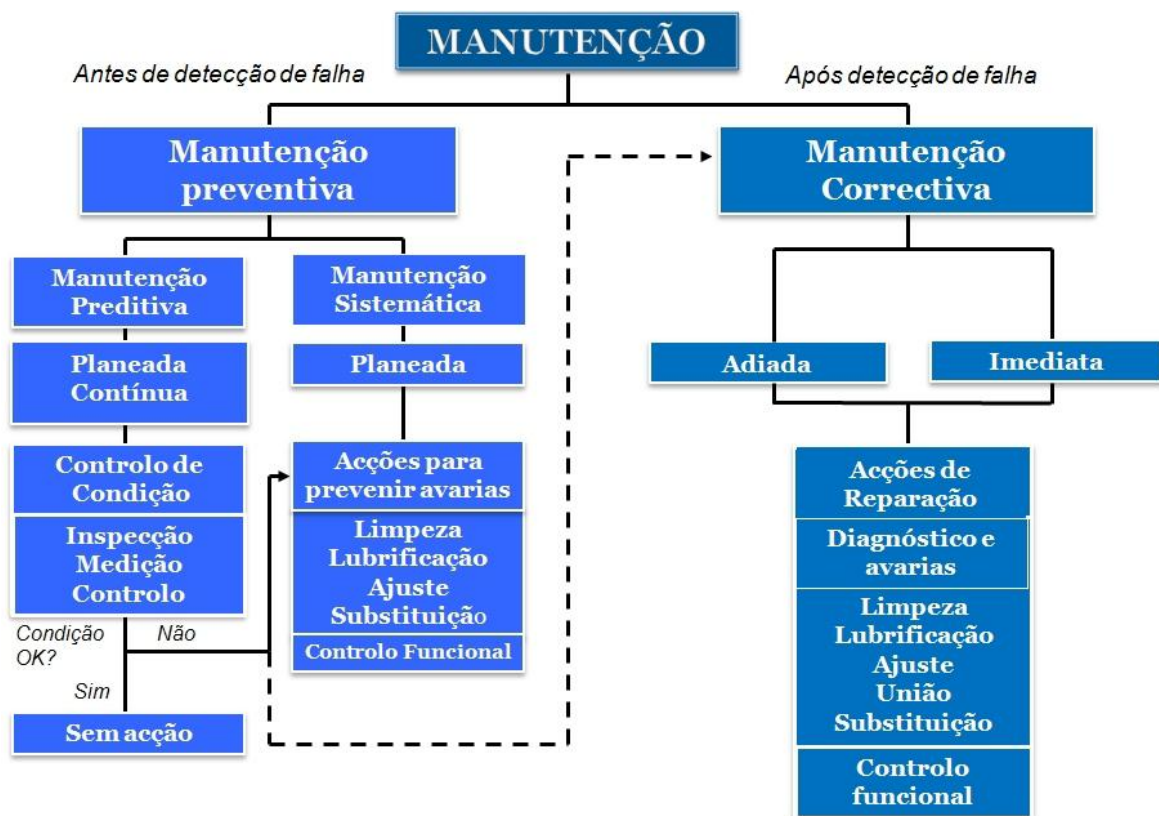 MANUTENÇÃO
Antes de detecção de falha
Após detecção de falha
Manutenção
preventiva
Manutenção
Correctiva
Manutenção
Preditiva
Manutenção
Sistemática
Planeada
Contínua
Planeada
Adiada
Imediata
Controlo de
Condição
Inspecção
Medição
Controlo
Acções para
prevenir avarias
Limpeza
Lubrificação
Ajuste
Substituição
Controlo Funcional
Condição
OK?
Não
Sim
Sem acção
Acções de
Reparação
Diagnóstico e
avarias
Limpeza
Lubrificação
Ajuste
União
Substituição
Controlo
funcional